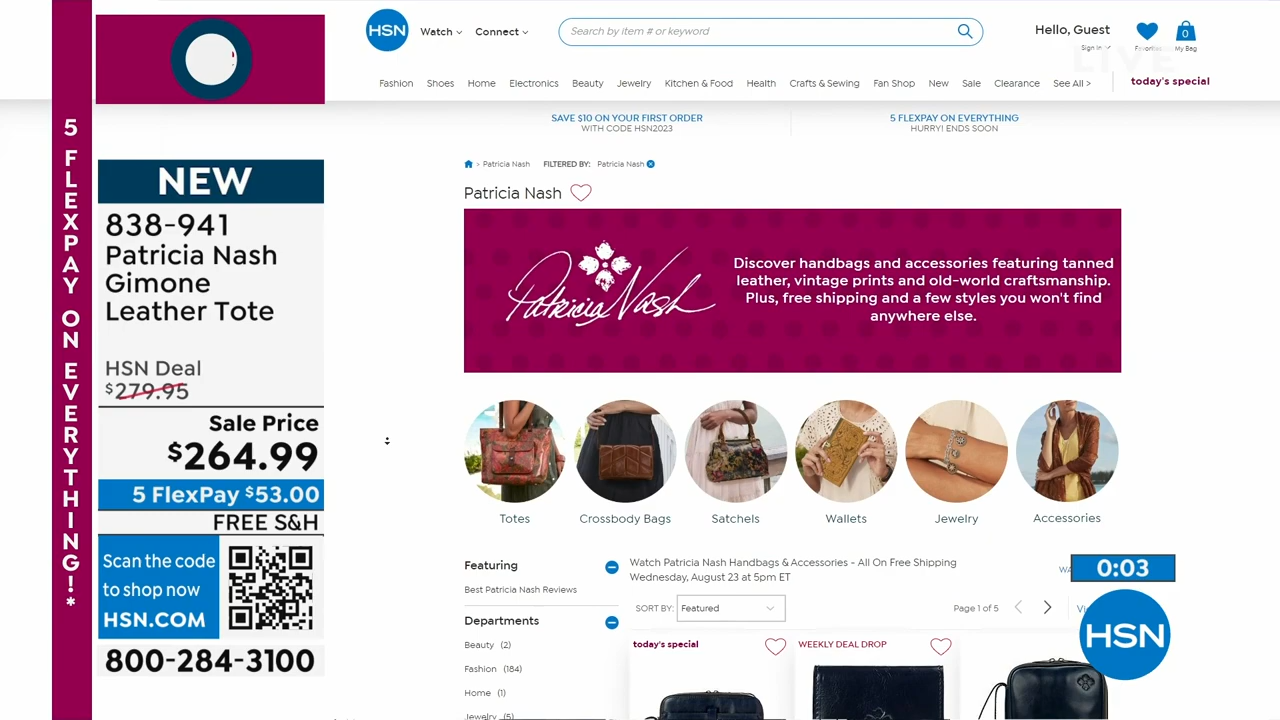 5 FLEXPAY ON EVERYTHING!*
NEW
838-941
Patricia Nash
Gimone
Leather Tote
HSN Deal
$279.95
Sale Price
$264.99
5 FlexPay $53.00
FREE S&H
Scan the code
to shop now
HSN.COM
800-284-3100
HSN
Watch
Connect
Search by item # or keyword
Hello, Guest
Sign In
Favorites
0
My Bag
LIVE
Fashion Shoes Home Electronics Beauty Jewelry Kitchen & Food Health Crafts & Sewing Fan Shop New Sale Clearance See All >
today's special
SAVE $10 ON YOUR FIRST ORDER
WITH CODE HSN2023
5 FLEXPAY ON EVERYTHING
HURRY! ENDS SOON
> Patricia Nash FILTERED BY: Patricia Nash
Patricia Nash
Patricia Nash
Discover handbags and accessories featuring tanned
leather, vintage prints and old-world craftsmanship.
Plus, free shipping and a few styles you won't find
anywhere else.
Totes
Crossbody Bags
Satchels
Wallets
Jewelry
Accessories
Featuring
Best Patricia Nash Reviews
Departments
Beauty (2)
Fashion (184)
Home (1)
Jewelry (5)
Watch Patricia Nash Handbags & Accessories - All On Free Shipping
Wednesday, August 23 at 5pm ET
SORT BY: Featured
Page 1 of 5
today's special
WEEKLY DEAL DROP
0:03
HSN